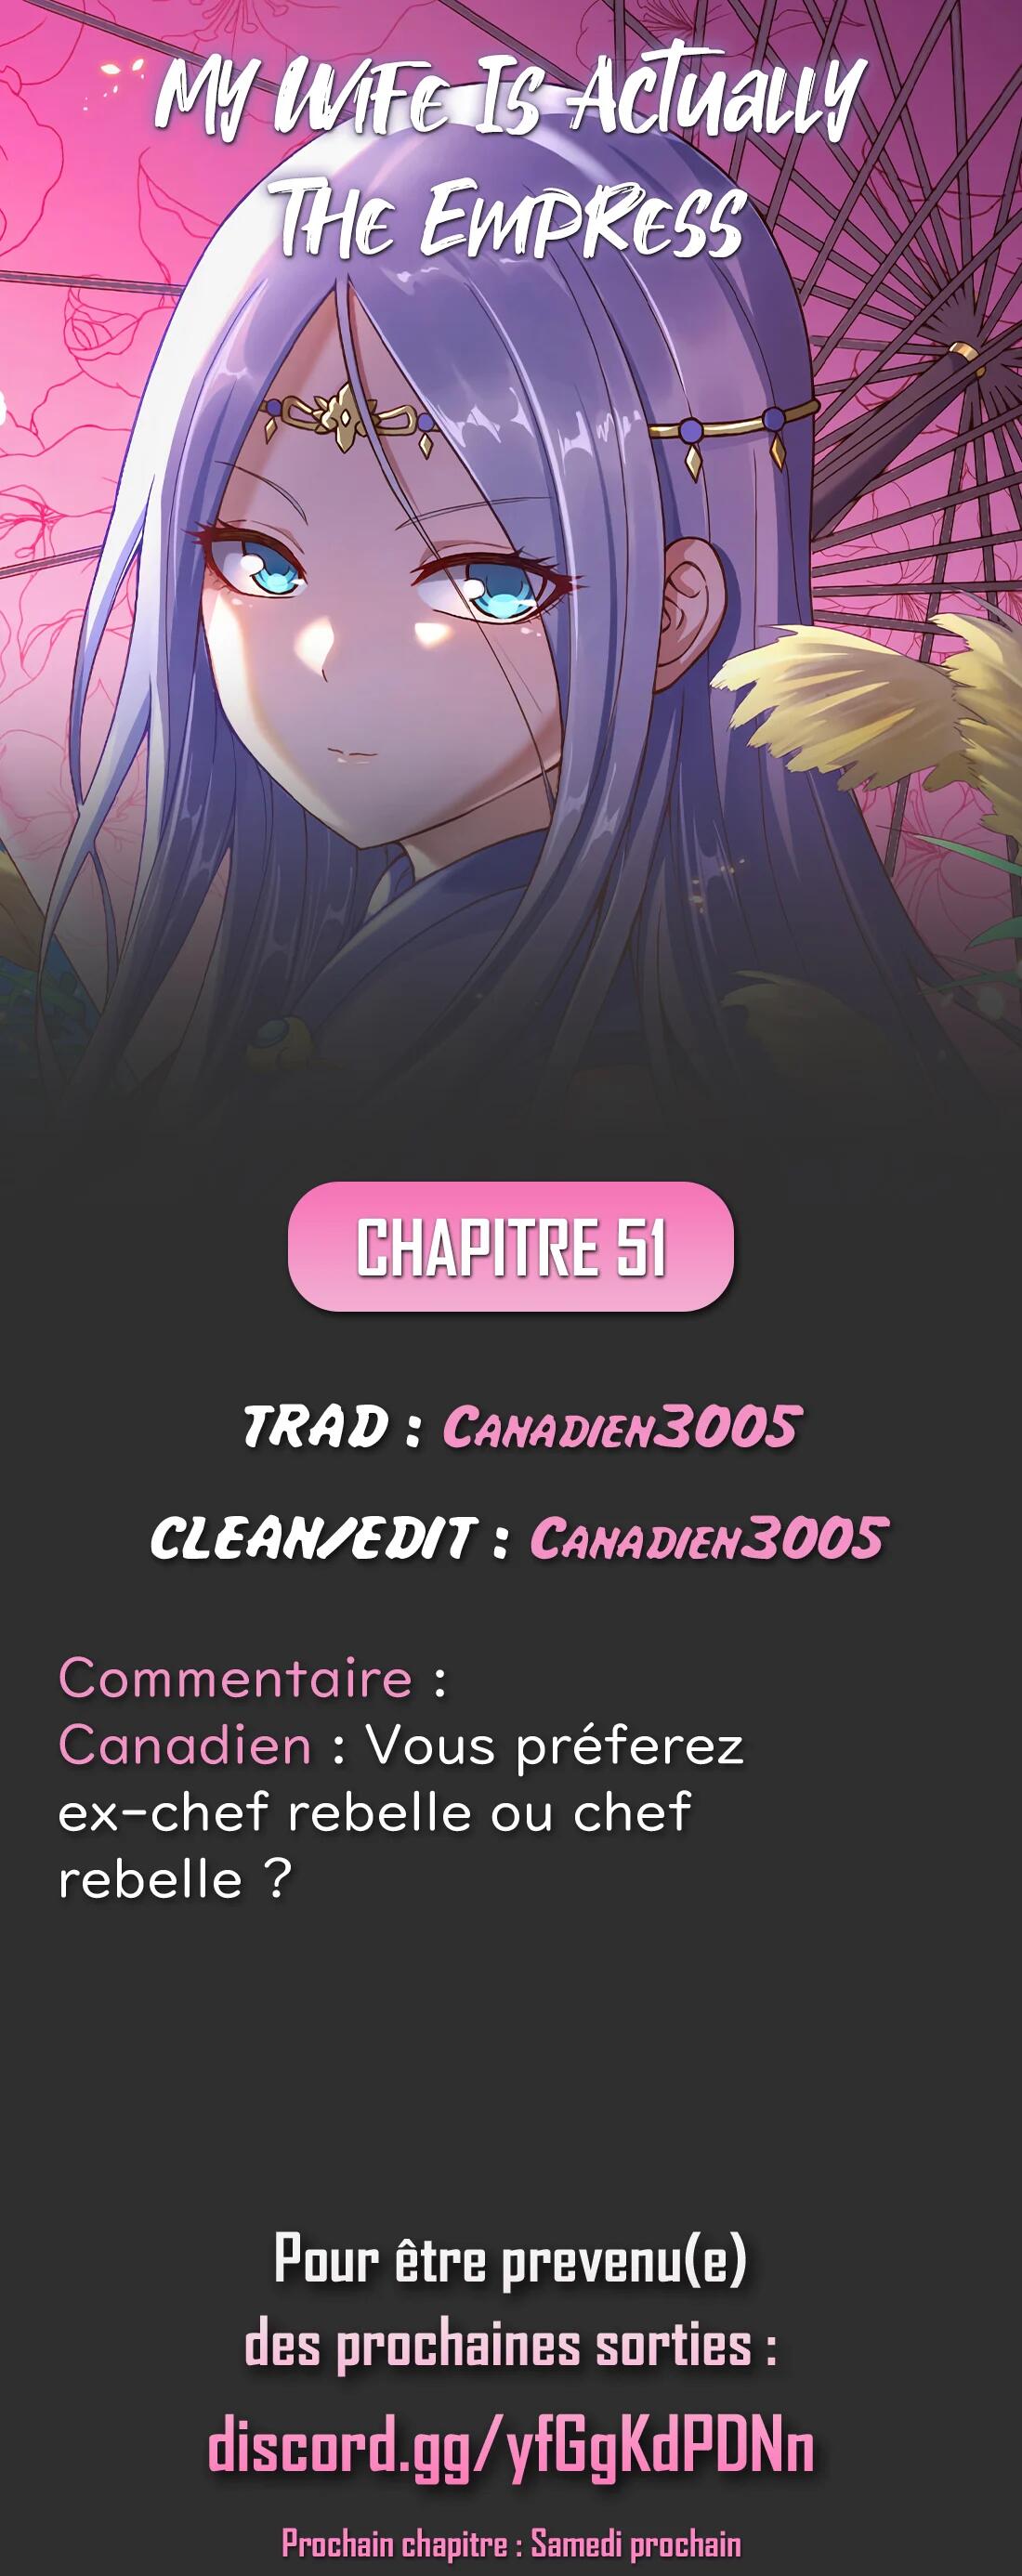 My Wife Is Actually
The Empress
CHAPITRE 51
TRAD : Canadien3005
CLEAN/EDIT : Canadien3005
Commentaire :
Canadien : Vous préferez
ex-chef rebelle ou chef
rebelle ?
Pour être prevenu(e)
des prochaines sorties :
discord.gg/yfGgKdPDNn
Prochain chapitre : Samedi prochain